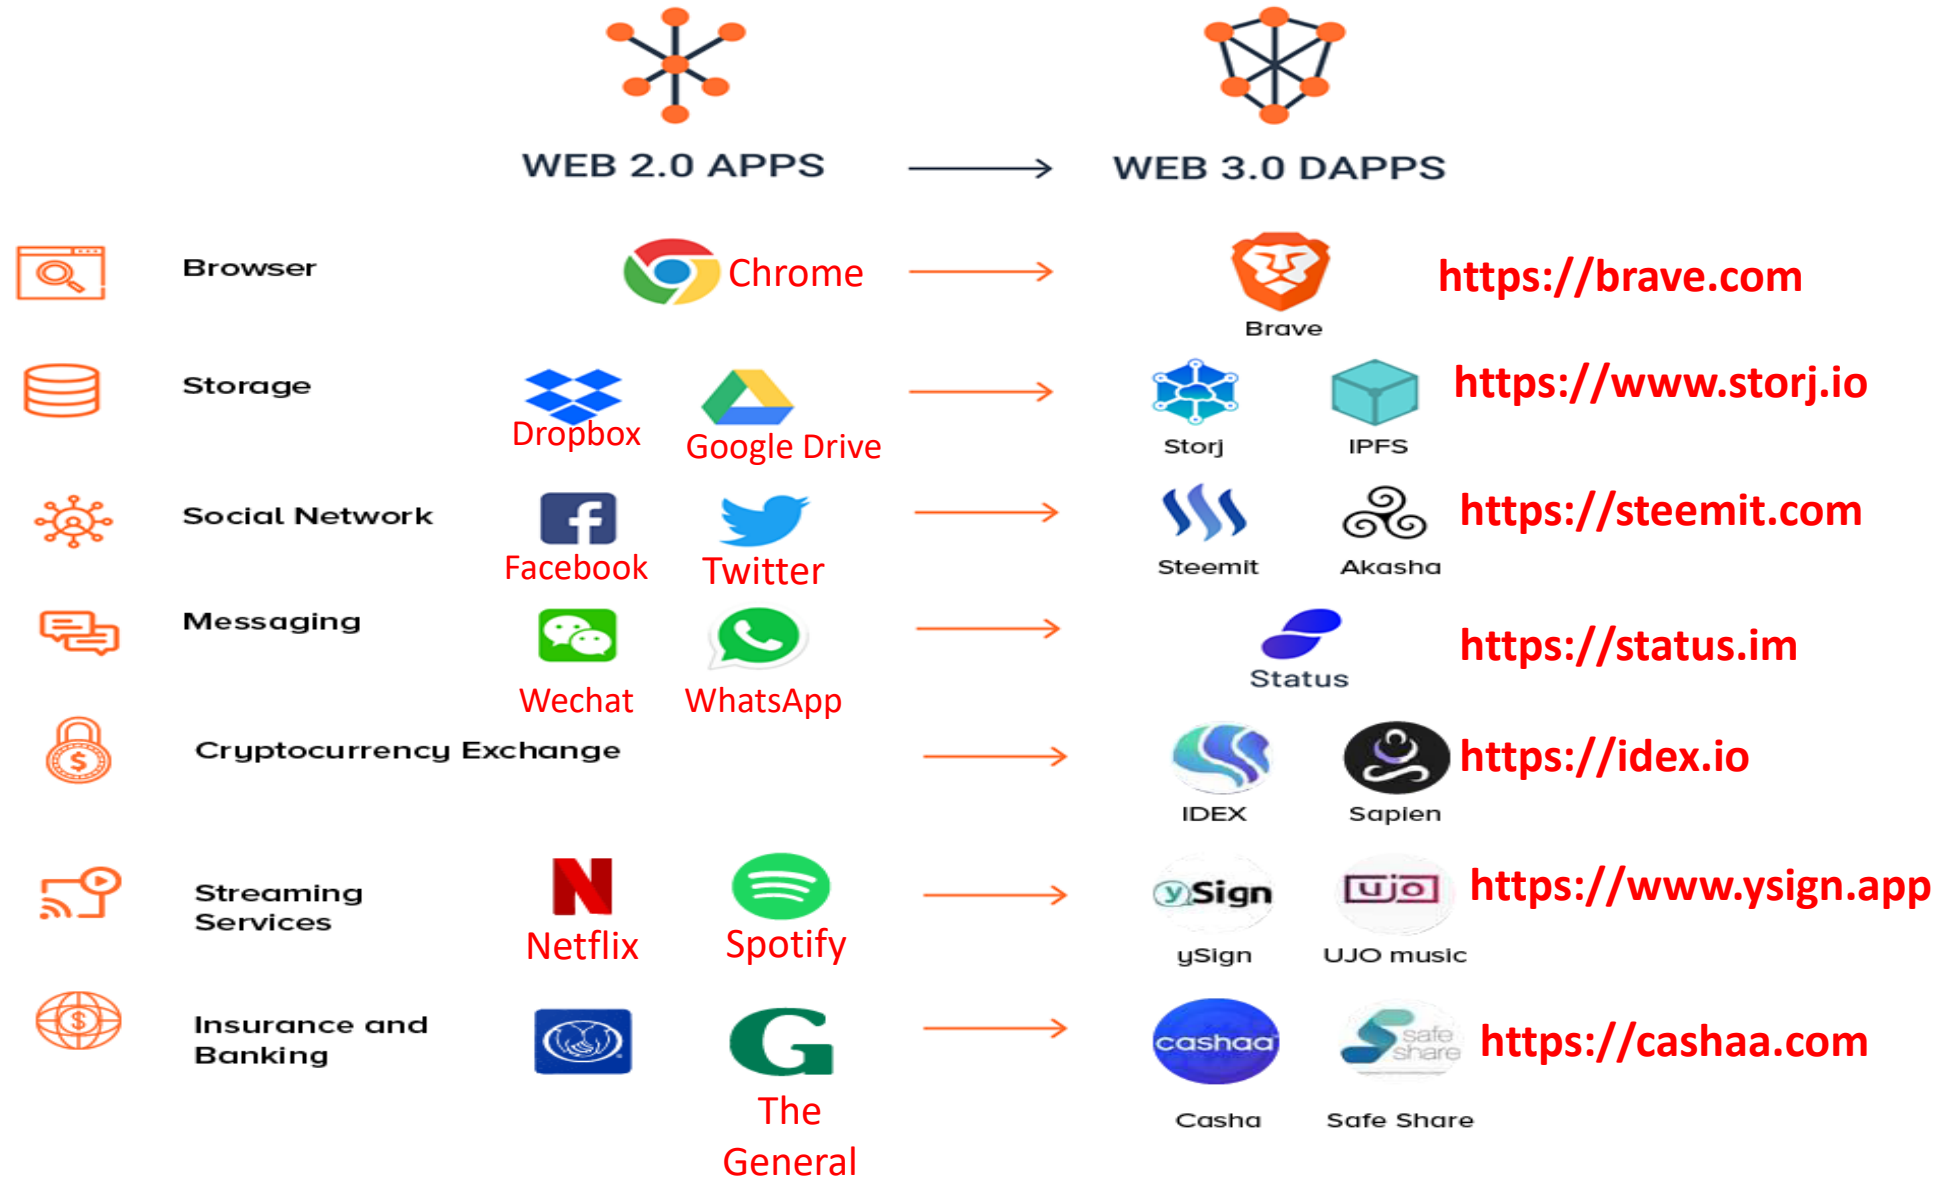 WEB 2.0 APPS
WEB 3.0 DAPPS
Browser
Chrome
Brave
https://brave.com
Storage
Dropbox
Google Drive
Storj
IPFS
https://www.storj.io
Social Network
Facebook
Twitter
Steemit
Akasha
https://steemit.com
Messaging
Wechat
WhatsApp
Status
https://status.im
Cryptocurrency Exchange
IDEX
Sapien
https://idex.io
Streaming
Services
Netflix
Spotify
ySign
ySign
ujo
UJO music
https://www.ysign.app
Insurance and
Banking
G
The
General
cashaa
Casha
safe
share
Safe Share
https://cashaa.com